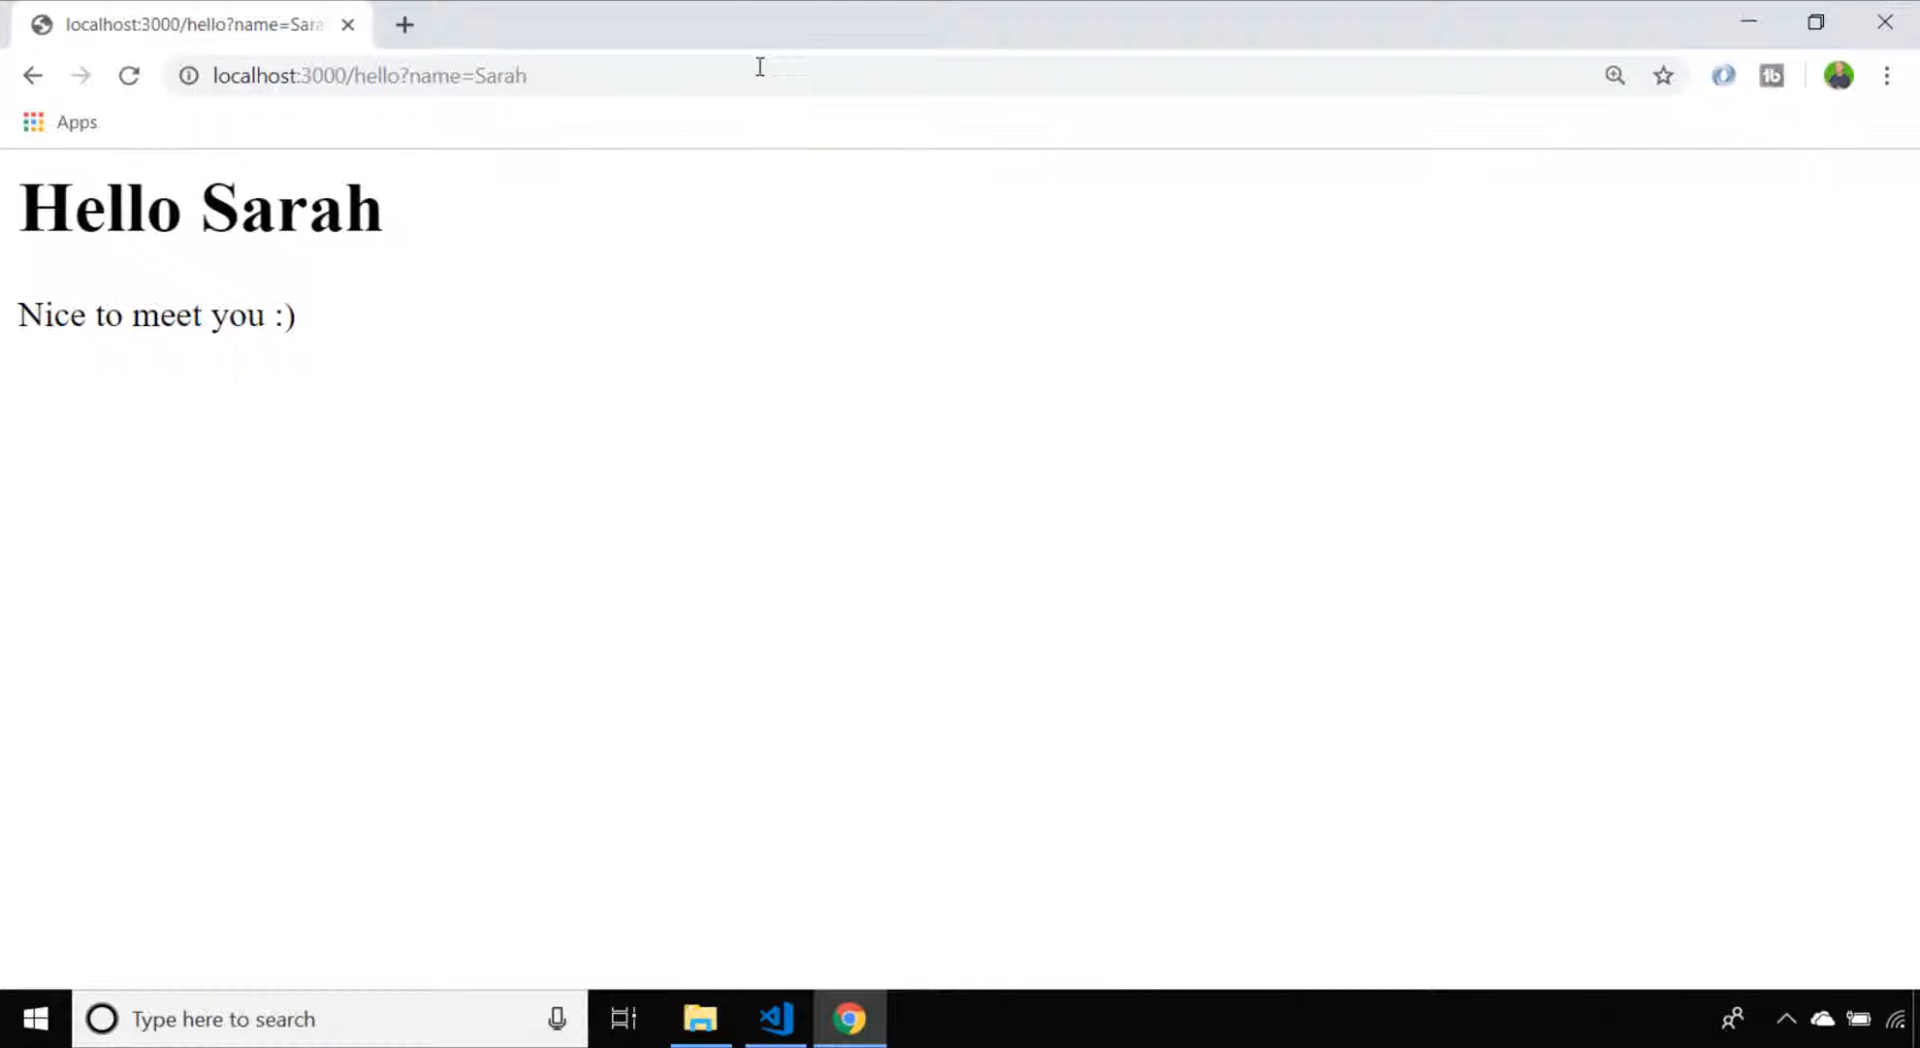 localhost:3000/hello?name=Sara
localhost:3000/hello?name=Sarah
Apps
Hello Sarah
Nice to meet you :)
Type here to search